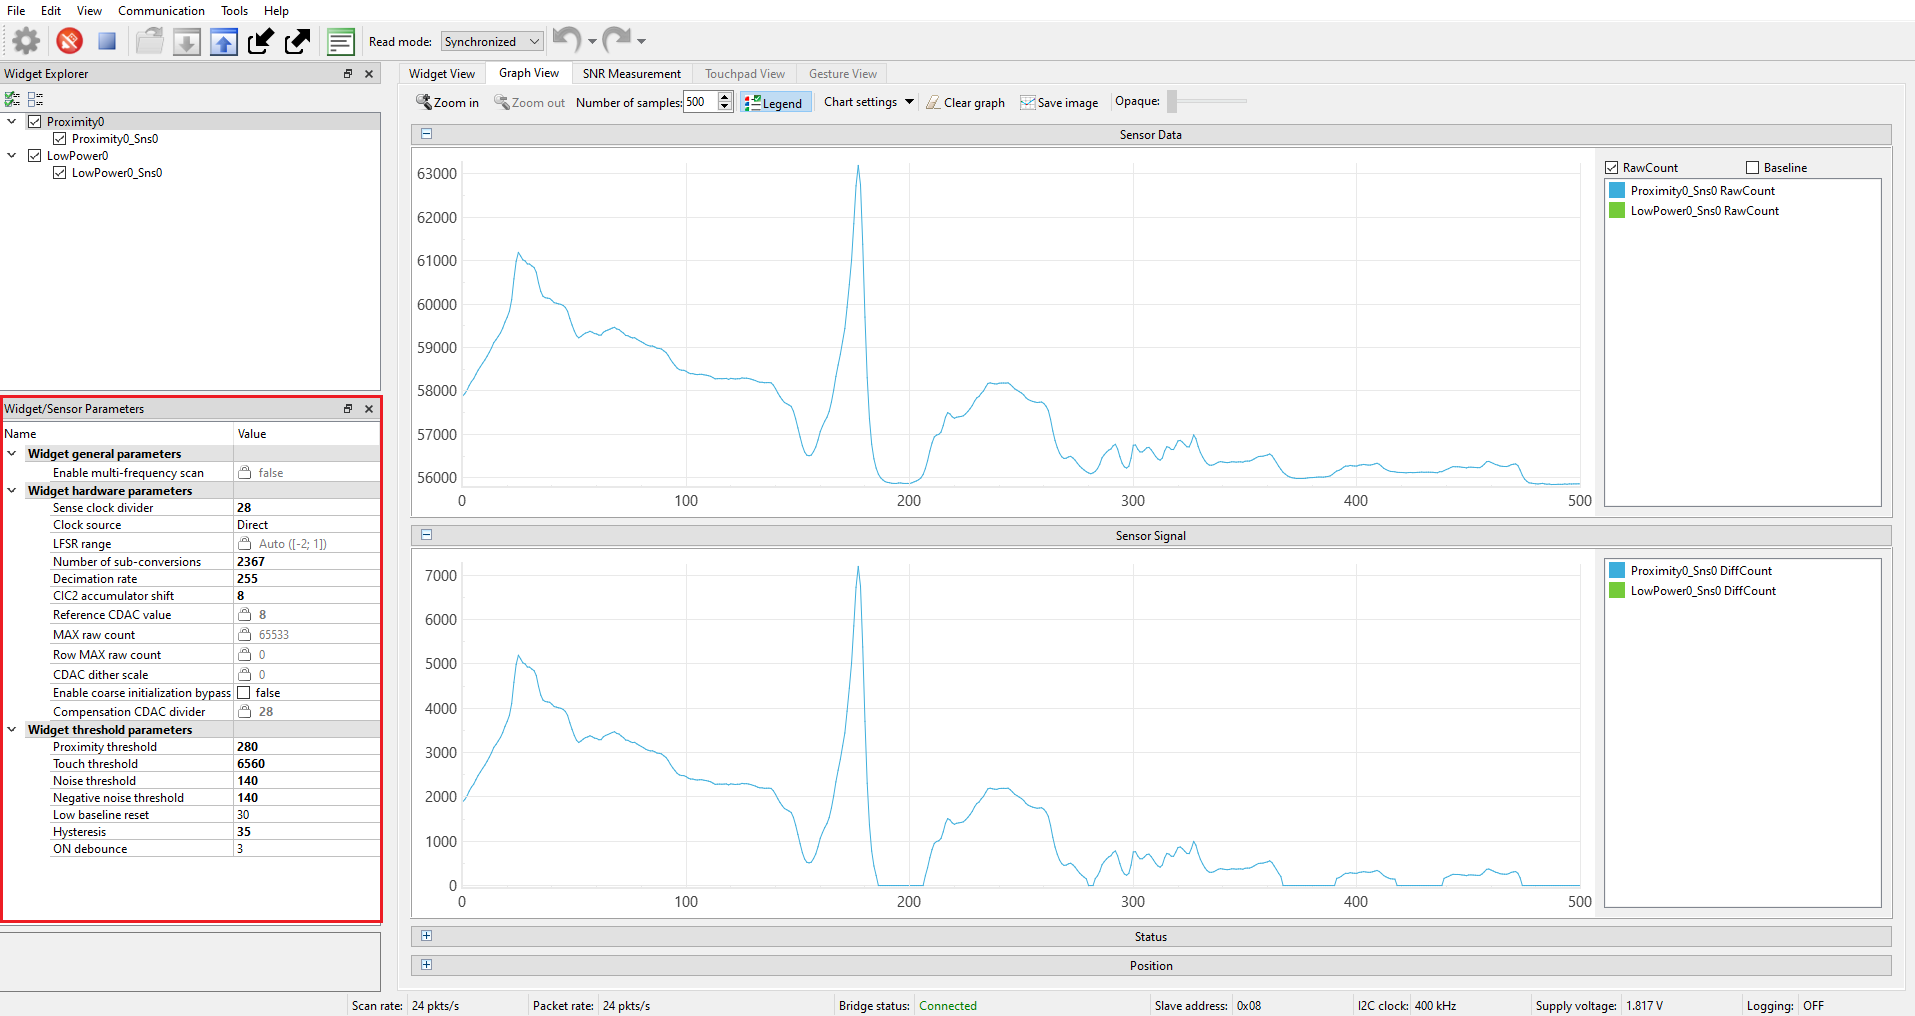 File Edit View Communication Tools Help
Read mode: Synchronized
Widget Explorer
Proximity0
Proximity0_Sns0
LowPower0
LowPower0_Sns0
Widget/Sensor Parameters
Name Value
Widget general parameters
Enable multi-frequency scan false
Widget hardware parameters
Sense clock divider 28
Clock source Direct
LFSR range Auto ([-2; 1])
Number of sub-conversions 2367
Decimation rate 255
CIC2 accumulator shift 8
Reference CDAC value 8
MAX raw count 65533
Row MAX raw count 0
CDAC dither scale 0
Enable coarse initialization bypass false
Compensation CDAC divider 28
Widget threshold parameters
Proximity threshold 280
Touch threshold 6560
Noise threshold 140
Negative noise threshold 140
Low baseline reset 30
Hysteresis 35
ON debounce 3
Widget View Graph View SNR Measurement Touchpad View Gesture View
Zoom in Zoom out Number of samples: 500 Legend Chart settings Clear graph Save image Opaque:
Sensor Data
63000
62000
61000
60000
59000
58000
57000
56000
0 100 200 300 400 500
RawCount Baseline
Proximity0_Sns0 RawCount
LowPower0_Sns0 RawCount
Sensor Signal
7000
6000
5000
4000
3000
2000
1000
0
0 100 200 300 400 500
Proximity0_Sns0 DiffCount
LowPower0_Sns0 DiffCount
Status
Position
Scan rate: 24 pkts/s Packet rate: 24 pkts/s Bridge status: Connected Slave address: 0x08 I2C clock: 400 kHz Supply voltage: 1.817 V Logging: OFF